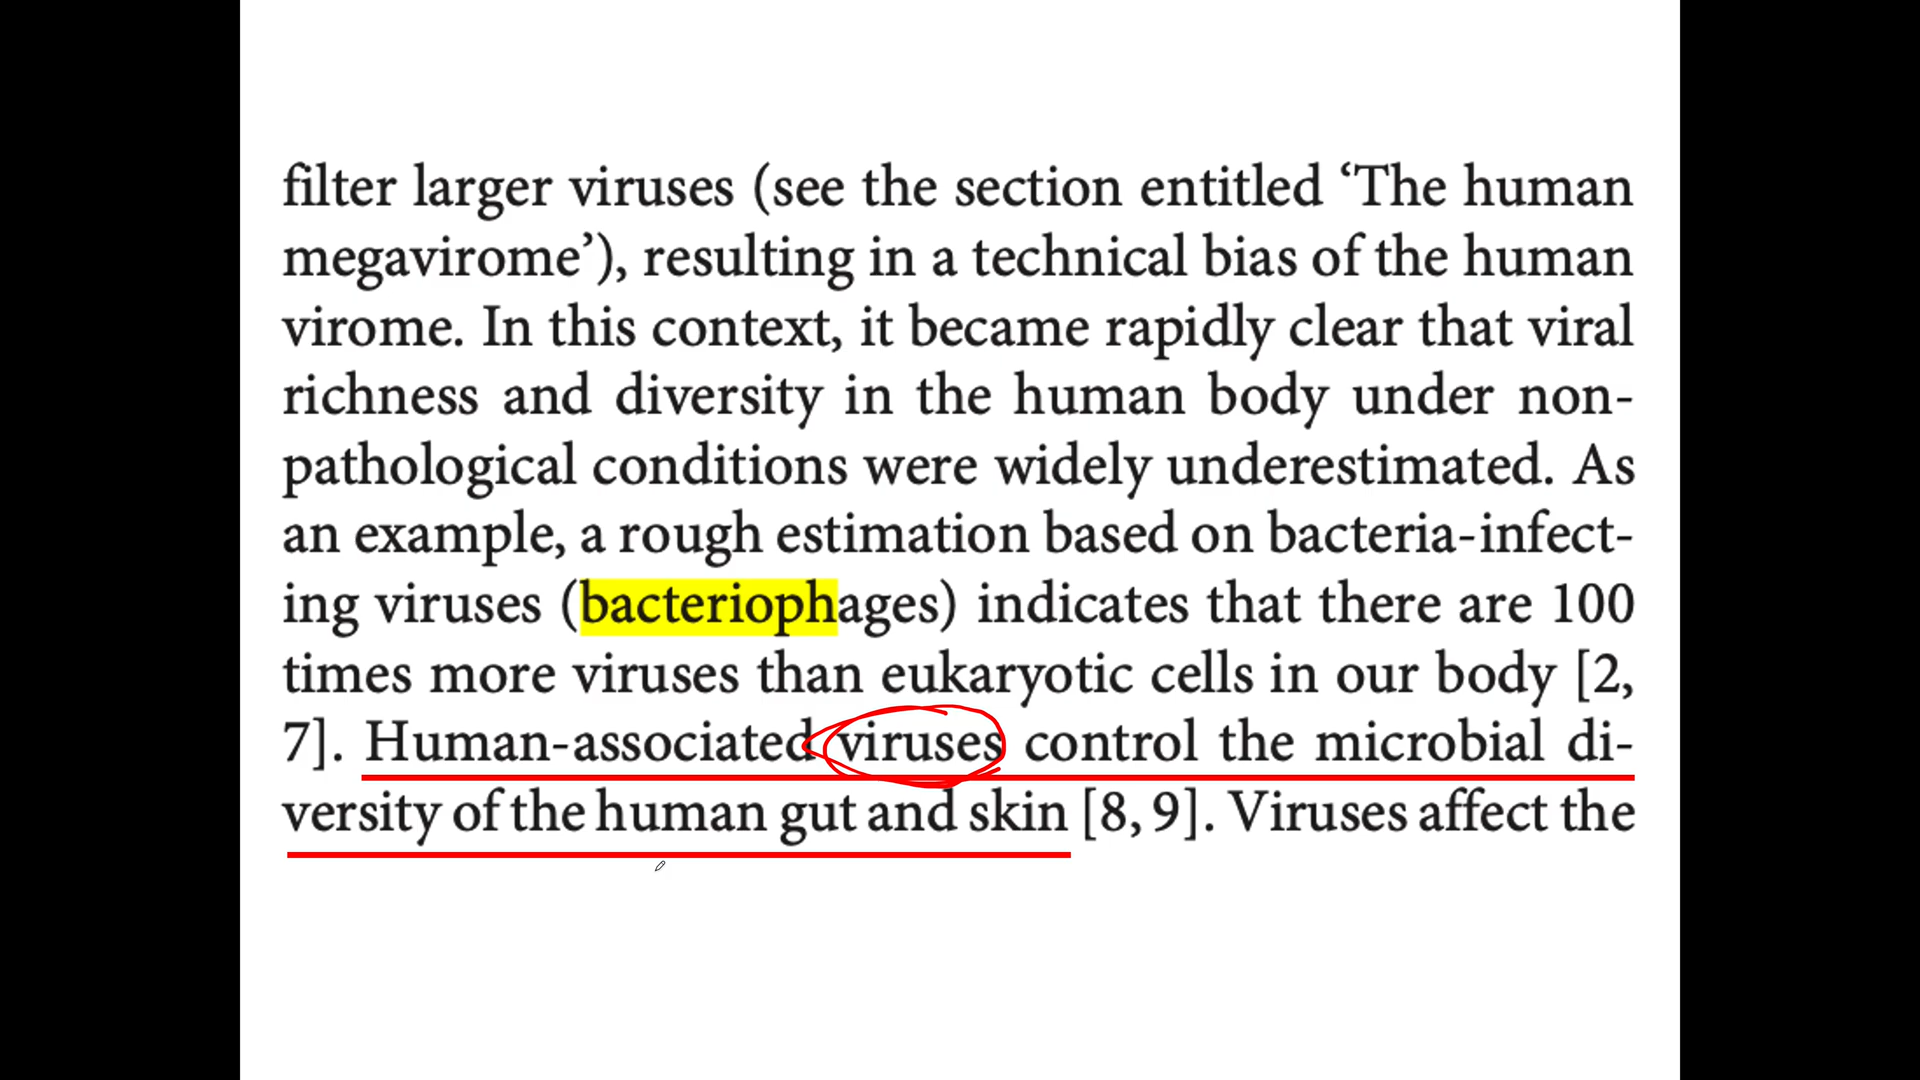 filter larger viruses (see the section entitled ‘The human
megavirome’), resulting in a technical bias of the human
virome. In this context, it became rapidly clear that viral
richness and diversity in the human body under non-
pathological conditions were widely underestimated. As
an example, a rough estimation based on bacteria-infect-
ing viruses (bacteriophages) indicates that there are 100
times more viruses than eukaryotic cells in our body [2,
7]. Human-associated viruses control the microbial di-
versity of the human gut and skin [8, 9]. Viruses affect the